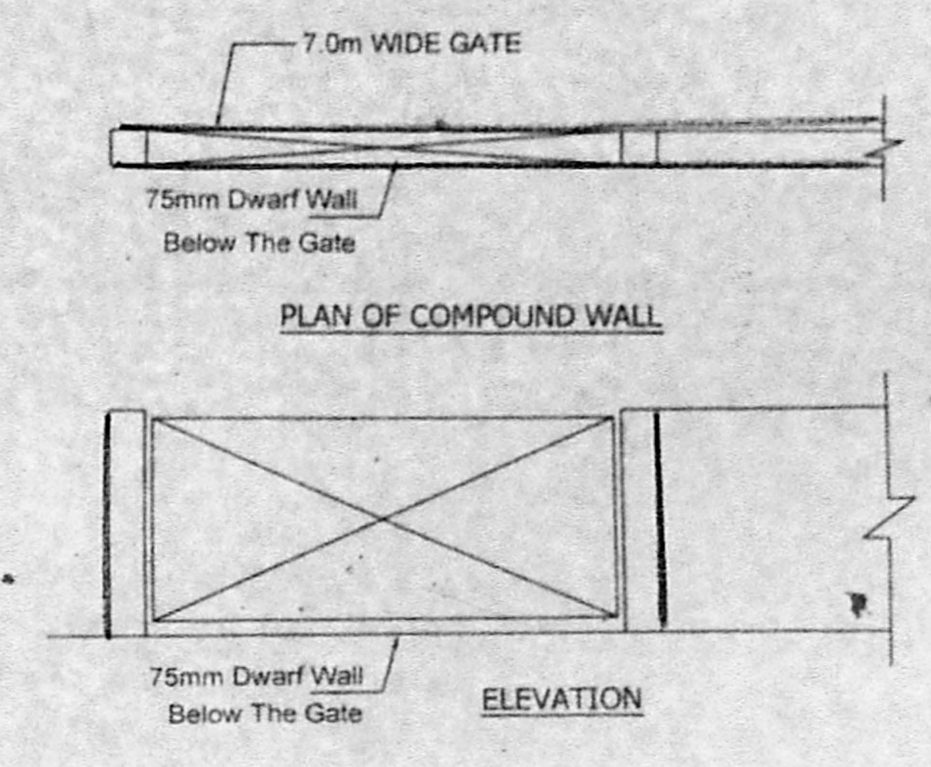 7.0m WIDE GATE
75mm Dwarf Wall
Below The Gate
PLAN OF COMPOUND WALL
75mm Dwarf Wall
Below The Gate
ELEVATION